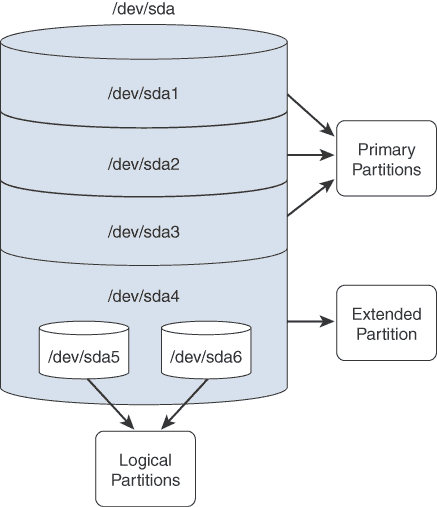 /dev/sda
/dev/sda1
/dev/sda2
/dev/sda3
/dev/sda4
/dev/sda5
/dev/sda6
Primary
Partitions
Extended
Partition
Logical
Partitions